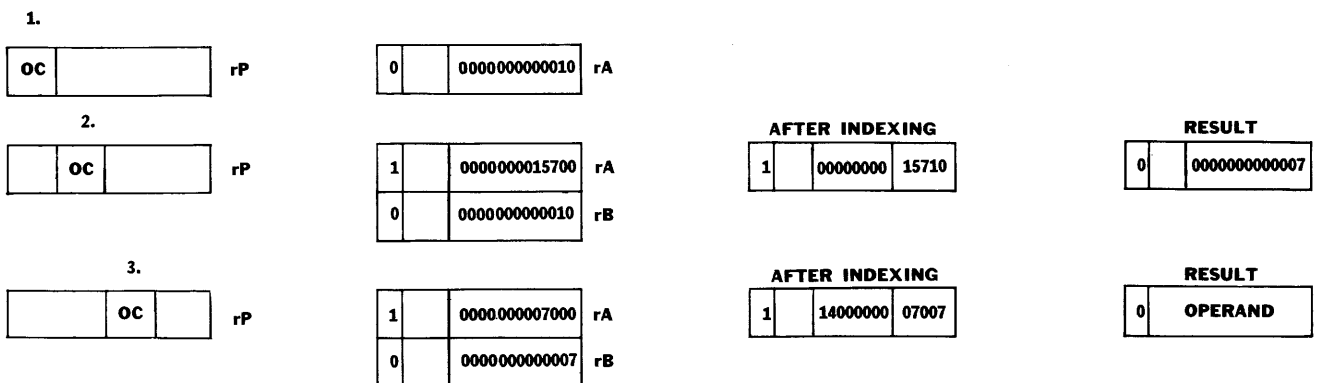 1.
OC rP 0 0000000000010 rA
2. AFTER INDEXING RESULT
OC rP 1 0000000015700 rA 1 00000000 15710 0 0000000000007
0 0000000000010 rB
3. AFTER INDEXING RESULT
OC rP 1 0000000007000 rA 1 14000000 07007 0 OPERAND
0 0000000000007 rB